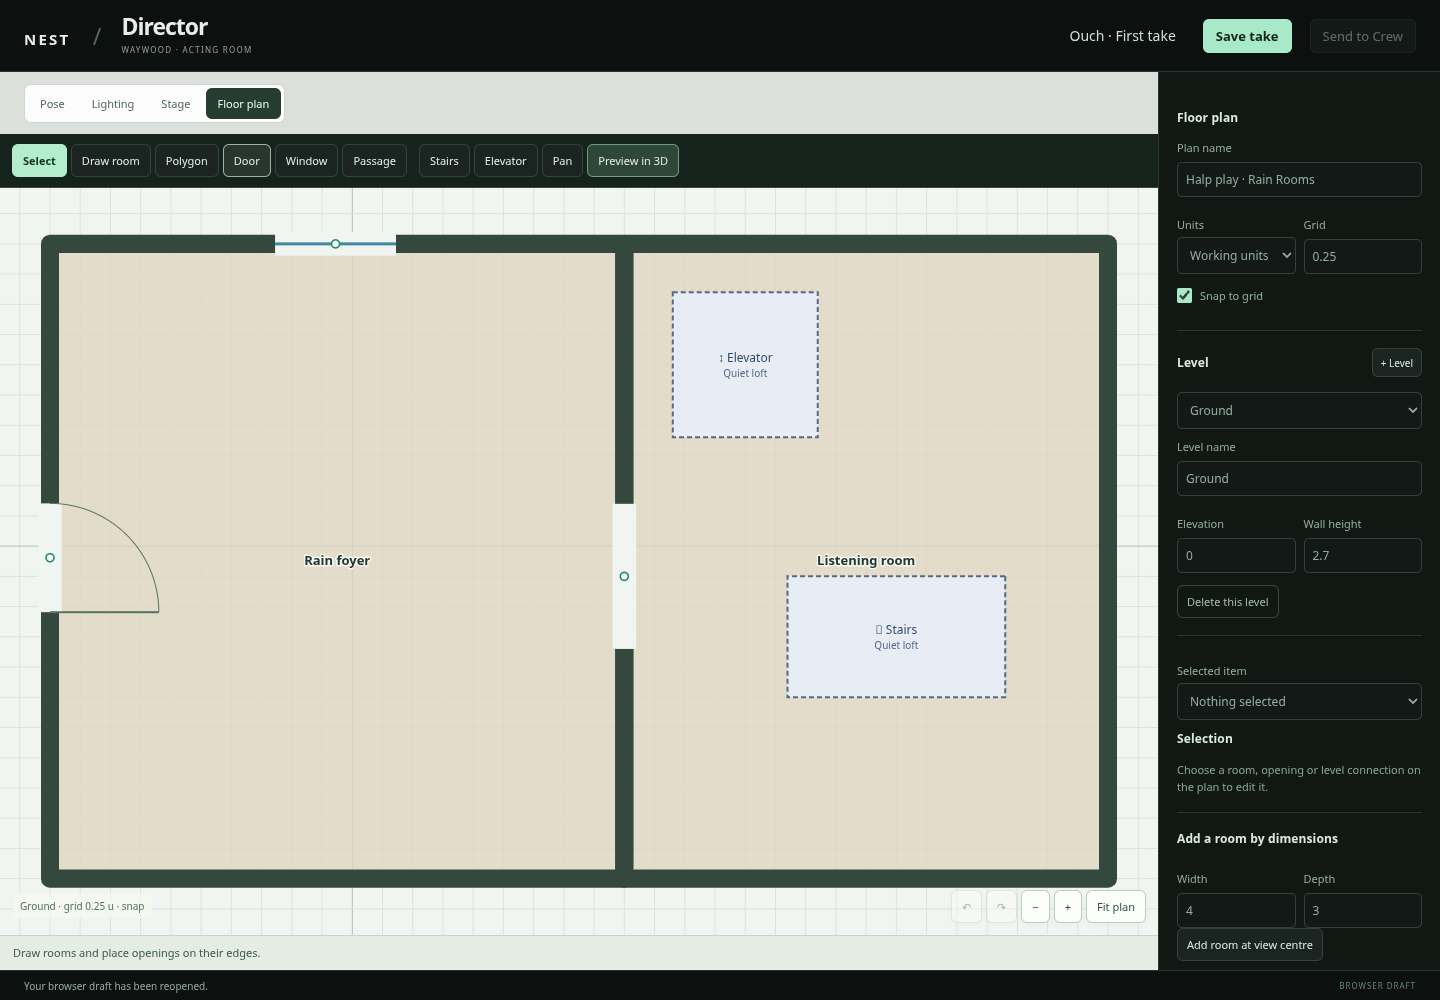 NEST / Director
WAYWOOD · ACTING ROOM
Ouch · First take
Save take
Send to Crew
Pose
Lighting
Stage
Floor plan
Select
Draw room
Polygon
Door
Window
Passage
Stairs
Elevator
Pan
Preview in 3D
↕ Elevator
Quiet loft
Rain foyer
Listening room
Stairs
Quiet loft
Ground · grid 0.25 u · snap
↶
↷
−
+
Fit plan
Draw rooms and place openings on their edges.
Floor plan
Plan name
Halp play · Rain Rooms
Units
Grid
Working units
0.25
Snap to grid
Level
+ Level
Ground
Level name
Ground
Elevation
Wall height
0
2.7
Delete this level
Selected item
Nothing selected
Selection
Choose a room, opening or level connection on
the plan to edit it.
Add a room by dimensions
Width
Depth
4
3
Add room at view centre
Your browser draft has been reopened.
BROWSER DRAFT